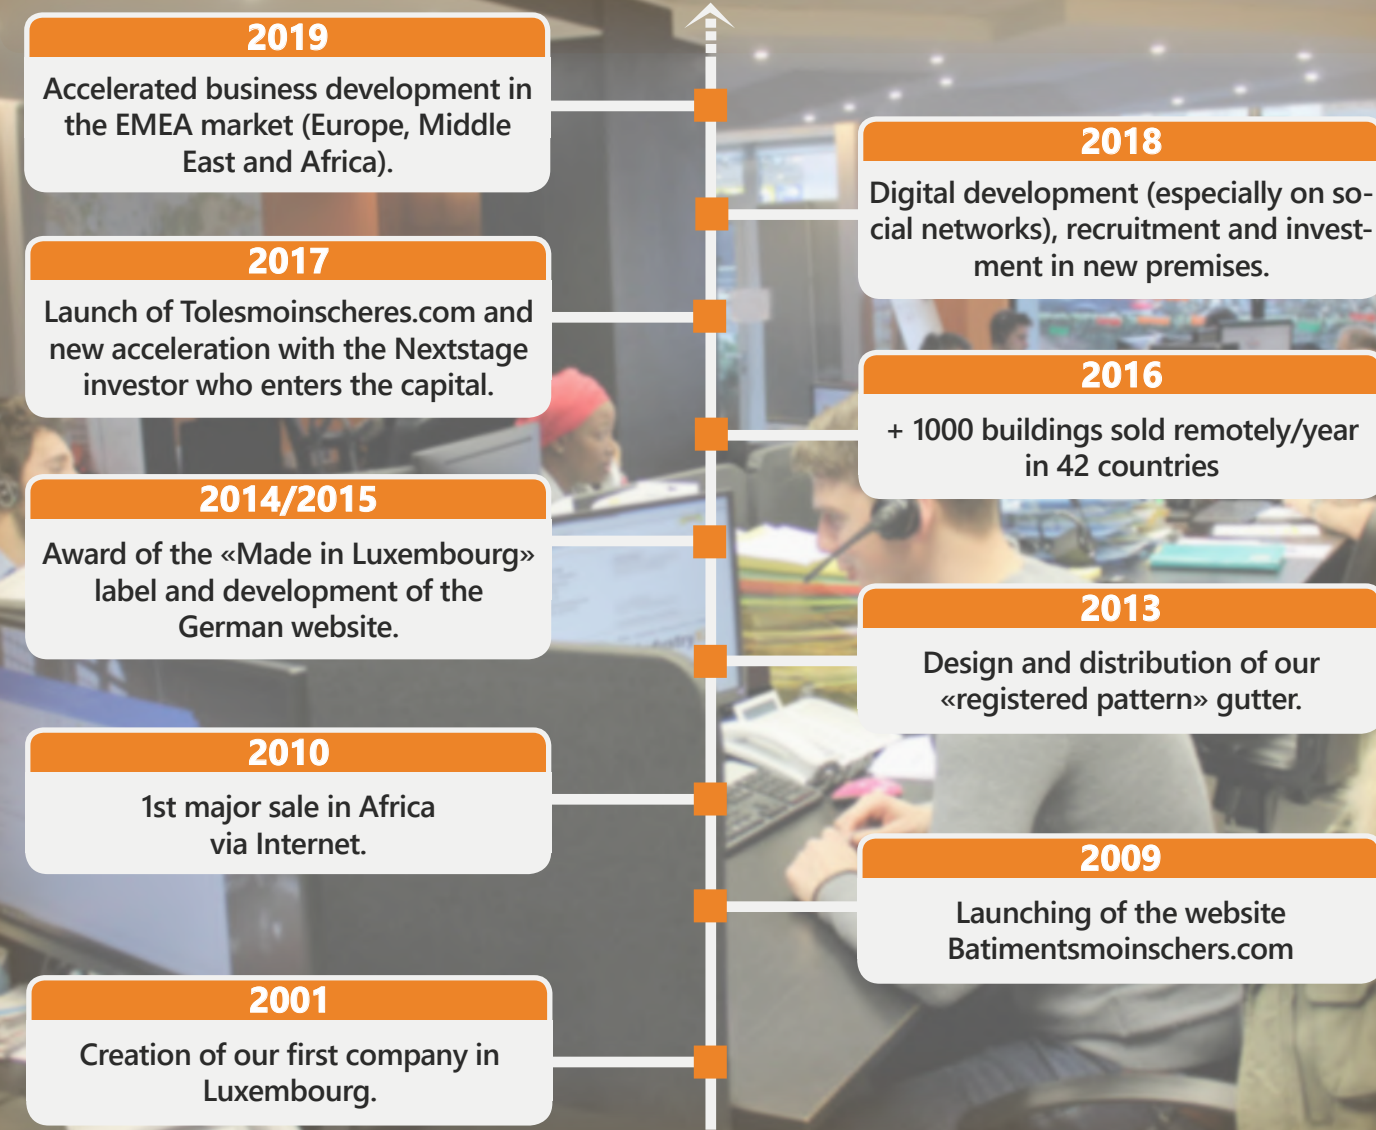 2019
Accelerated business development in
the EMEA market (Europe, Middle
East and Africa).
2018
Digital development (especially on so-
cial networks), recruitment and invest-
ment in new premises.
2017
Launch of Tolesmoinscheres.com and
new acceleration with the Nextstage
investor who enters the capital.
2016
+ 1000 buildings sold remotely/year
in 42 countries
2014/2015
Award of the «Made in Luxembourg»
label and development of the
German website.
2013
Design and distribution of our
«registered pattern» gutter.
2010
1st major sale in Africa
via Internet.
2009
Launching of the website
Batimentsmoinschers.com
2001
Creation of our first company in
Luxembourg.